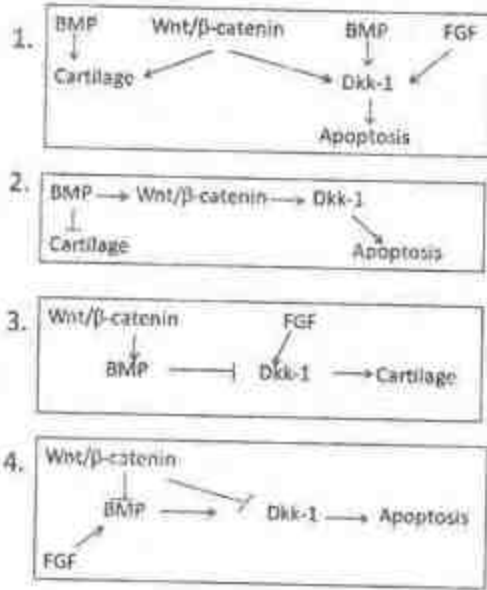 1.
BMP Wnt/β-catenin BMP FGF
Cartilage Dkk-1
Apoptosis
2.
BMP Wnt/β-catenin Dkk-1
Cartilage Apoptosis
3.
Wnt/β-catenin FGF
BMP Dkk-1 Cartilage
4.
Wnt/β-catenin
BMP Dkk-1 Apoptosis
FGF